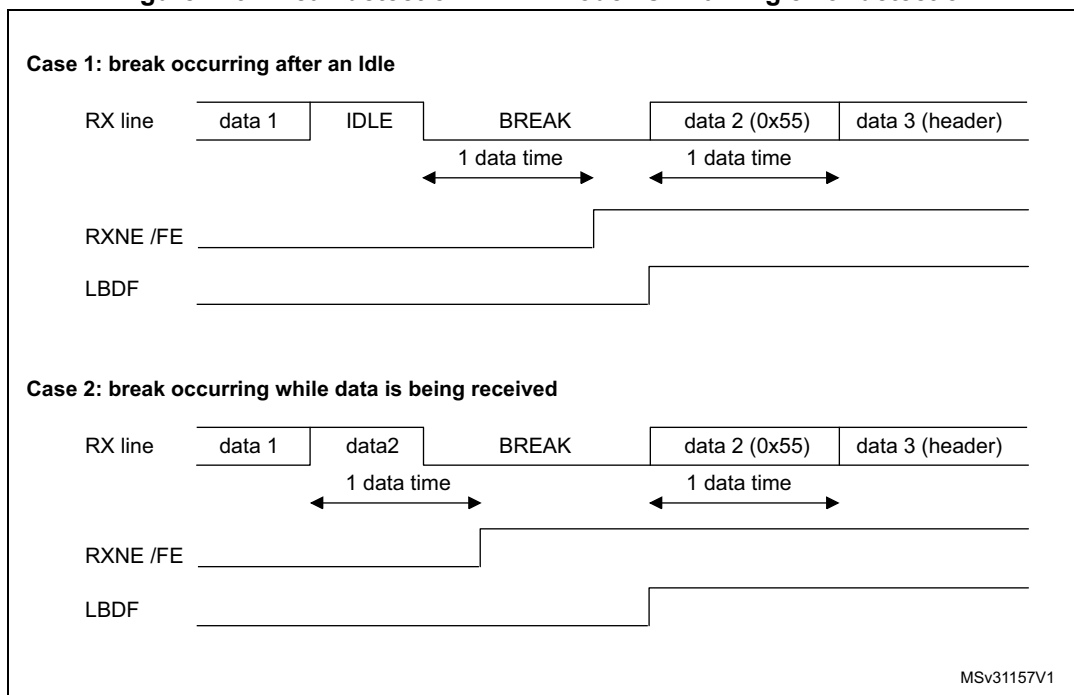 Case 1: break occurring after an Idle
RX line data 1 IDLE BREAK data 2 (0x55) data 3 (header)
1 data time 1 data time
RXNE /FE
LBDF
Case 2: break occurring while data is being received
RX line data 1 data2 BREAK data 2 (0x55) data 3 (header)
1 data time 1 data time
RXNE /FE
LBDF
MSv31157V1